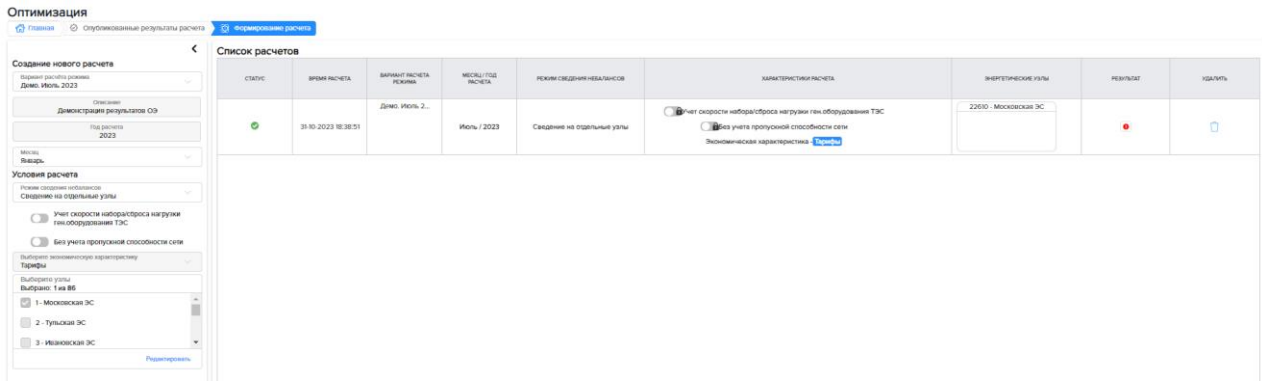 Оптимизация
Главная
Опубликованные результаты расчета
Формирование расчета
Создание нового расчета
Вариант расчета режима
Демо. Июль 2023
Описание
Демонстрация результатов ОЭ
Год расчета
2023
Месяц
Январь
Условия расчета
Режим сведения небалансов
Сведение на отдельные узлы
Учет скорости набора/сброса нагрузки
ген.оборудования ТЭС
Без учета пропускной способности сети
Выберите экономическую характеристику
Тарифы
Выберите узлы
Выбрано: 1 из 86
1 - Московская ЭС
2 - Тульская ЭС
3 - Ивановская ЭС
Редактировать
Список расчетов
СТАТУС
ВРЕМЯ РАСЧЕТА
ВАРИАНТ РАСЧЕТА
РЕЖИМА
МЕСЯЦ / ГОД
РАСЧЕТА
РЕЖИМ СВЕДЕНИЯ НЕБАЛАНСОВ
ХАРАКТЕРИСТИКИ РАСЧЕТА
ЭНЕРГЕТИЧЕСКИЕ УЗЛЫ
РЕЗУЛЬТАТ
УДАЛИТЬ
31-10-2023 18:38:51
Демо. Июль 2...
Июль / 2023
Сведение на отдельные узлы
Учет скорости набора/сброса нагрузки ген.оборудования ТЭС
Без учета пропускной способности сети
Экономическая характеристика - Тарифы
22610 - Московская ЭС